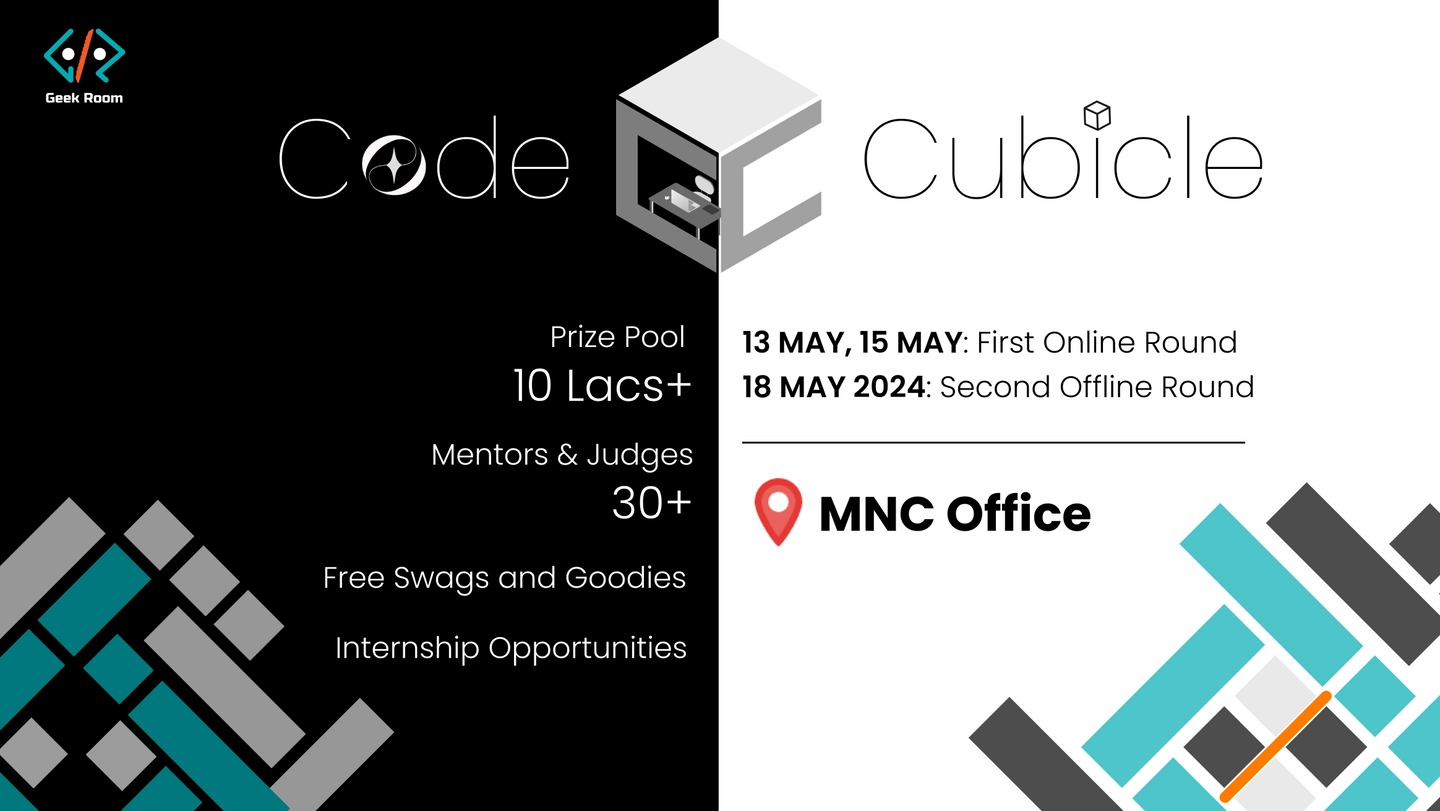 Geek Room
Code Cubicle
Prize Pool
10 Lacs+
Mentors & Judges
30+
Free Swags and Goodies
Internship Opportunities
13 MAY, 15 MAY: First Online Round
18 MAY 2024: Second Offline Round
MNC Office